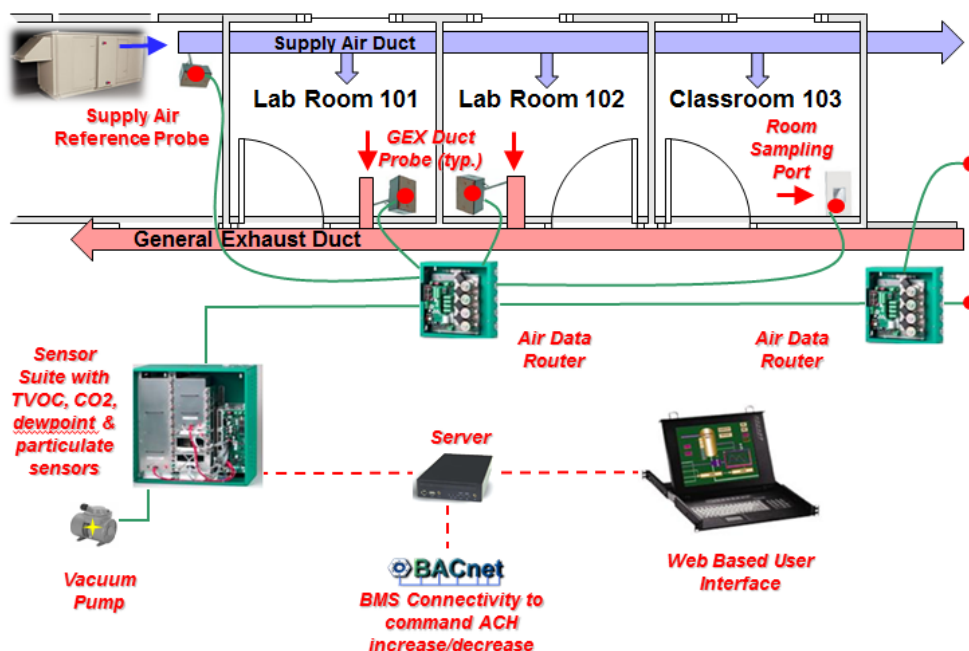 Supply Air Duct
Supply Air
Reference Probe
Lab Room 101
Lab Room 102
Classroom 103
GEX Duct
Probe (typ.)
Room
Sampling
Port
General Exhaust Duct
Air Data
Router
Air Data
Router
Sensor
Suite with
TVOC, CO2,
dewpoint &
particulate
sensors
Server
Vacuum
Pump
BACnet
BMS Connectivity to
command ACH
increase/decrease
Web Based User
Interface